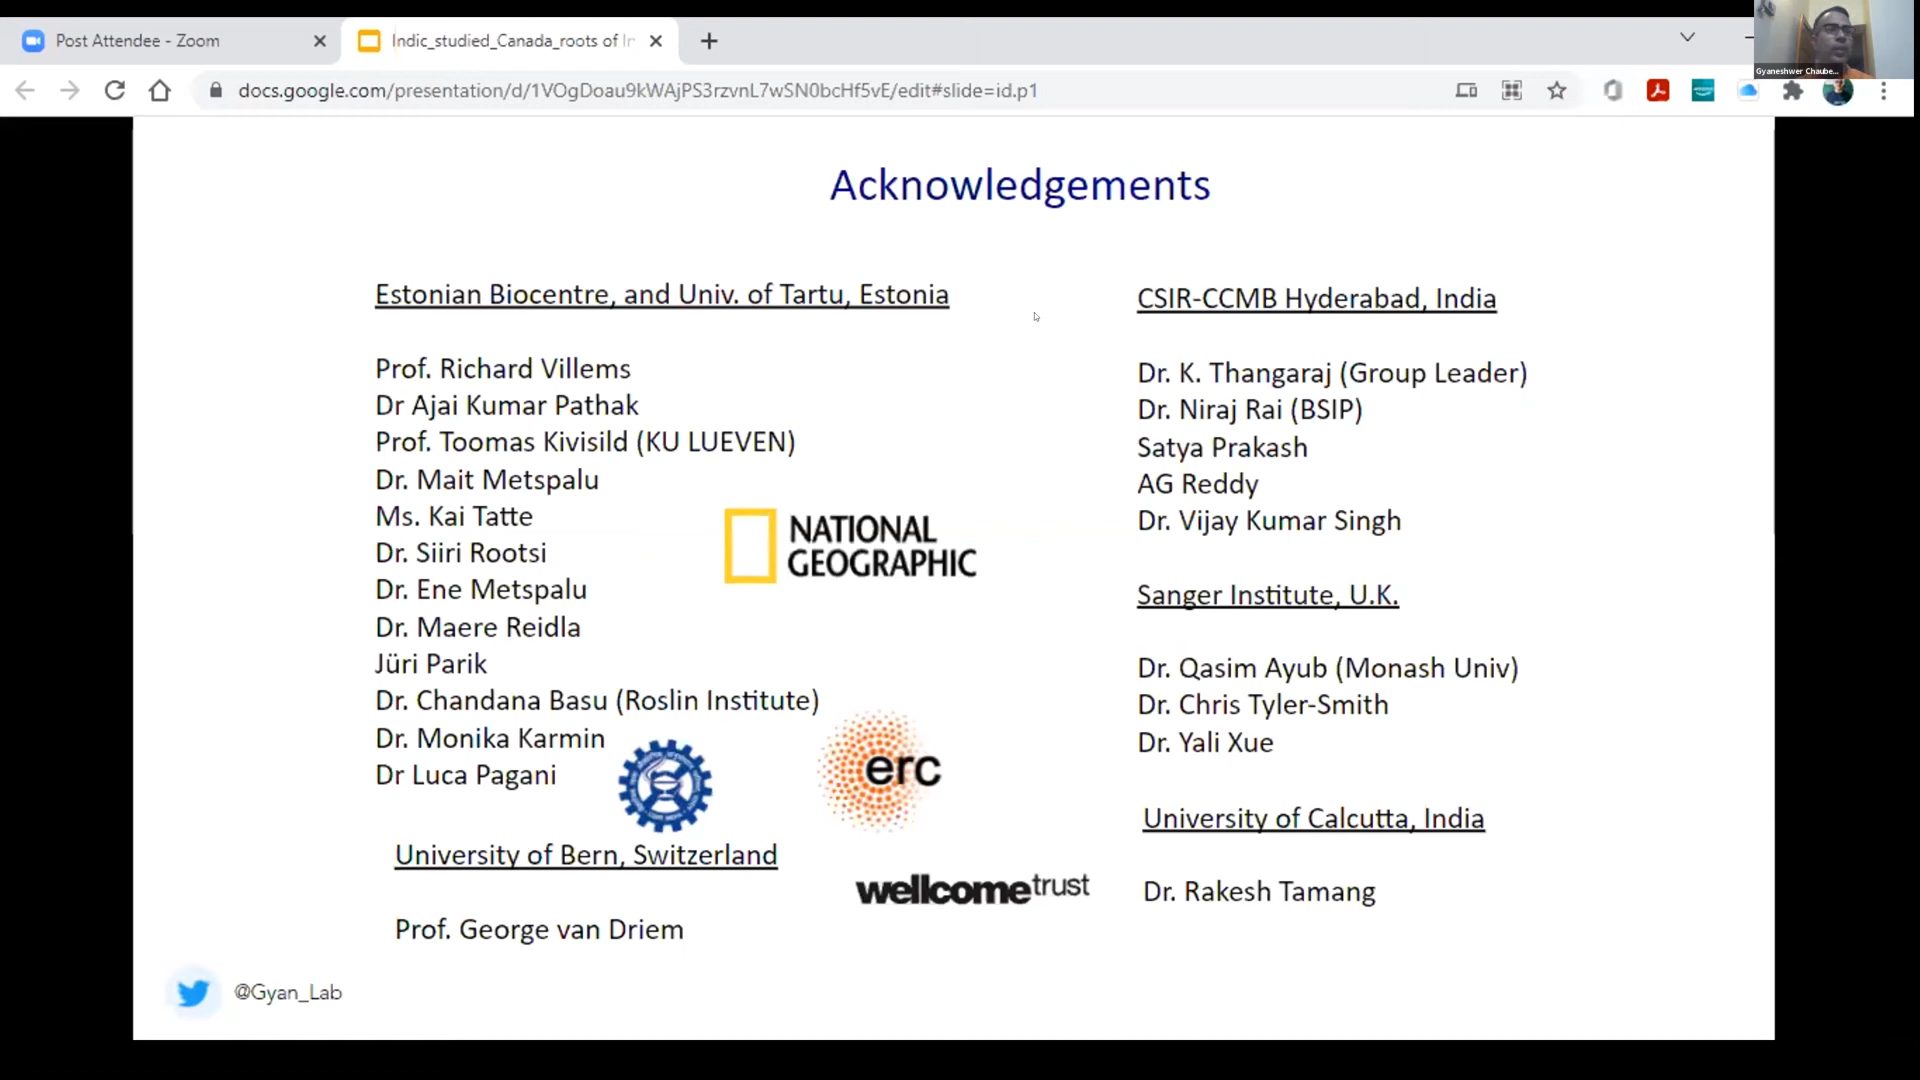 Post Attendee - Zoom
Indic_studied_Canada_roots of In
docs.google.com/presentation/d/1VOgDoau9kWAjPS3rzvnL7wSN0bcHf5vE/edit#slide=id.p1
Gyaneshwer Chaube...
Acknowledgements
Estonian Biocentre, and Univ. of Tartu, Estonia
Prof. Richard Villems
Dr Ajai Kumar Pathak
Prof. Toomas Kivisild (KU LUEVEN)
Dr. Mait Metspalu
Ms. Kai Tatte
Dr. Siiri Rootsi
Dr. Ene Metspalu
Dr. Maere Reidla
Jüri Parik
Dr. Chandana Basu (Roslin Institute)
Dr. Monika Karmin
Dr Luca Pagani
NATIONAL
GEOGRAPHIC
erc
University of Bern, Switzerland
Prof. George van Driem
wellcometrust
CSIR-CCMB Hyderabad, India
Dr. K. Thangaraj (Group Leader)
Dr. Niraj Rai (BSIP)
Satya Prakash
AG Reddy
Dr. Vijay Kumar Singh
Sanger Institute, U.K.
Dr. Qasim Ayub (Monash Univ)
Dr. Chris Tyler-Smith
Dr. Yali Xue
University of Calcutta, India
Dr. Rakesh Tamang
@Gyan_Lab